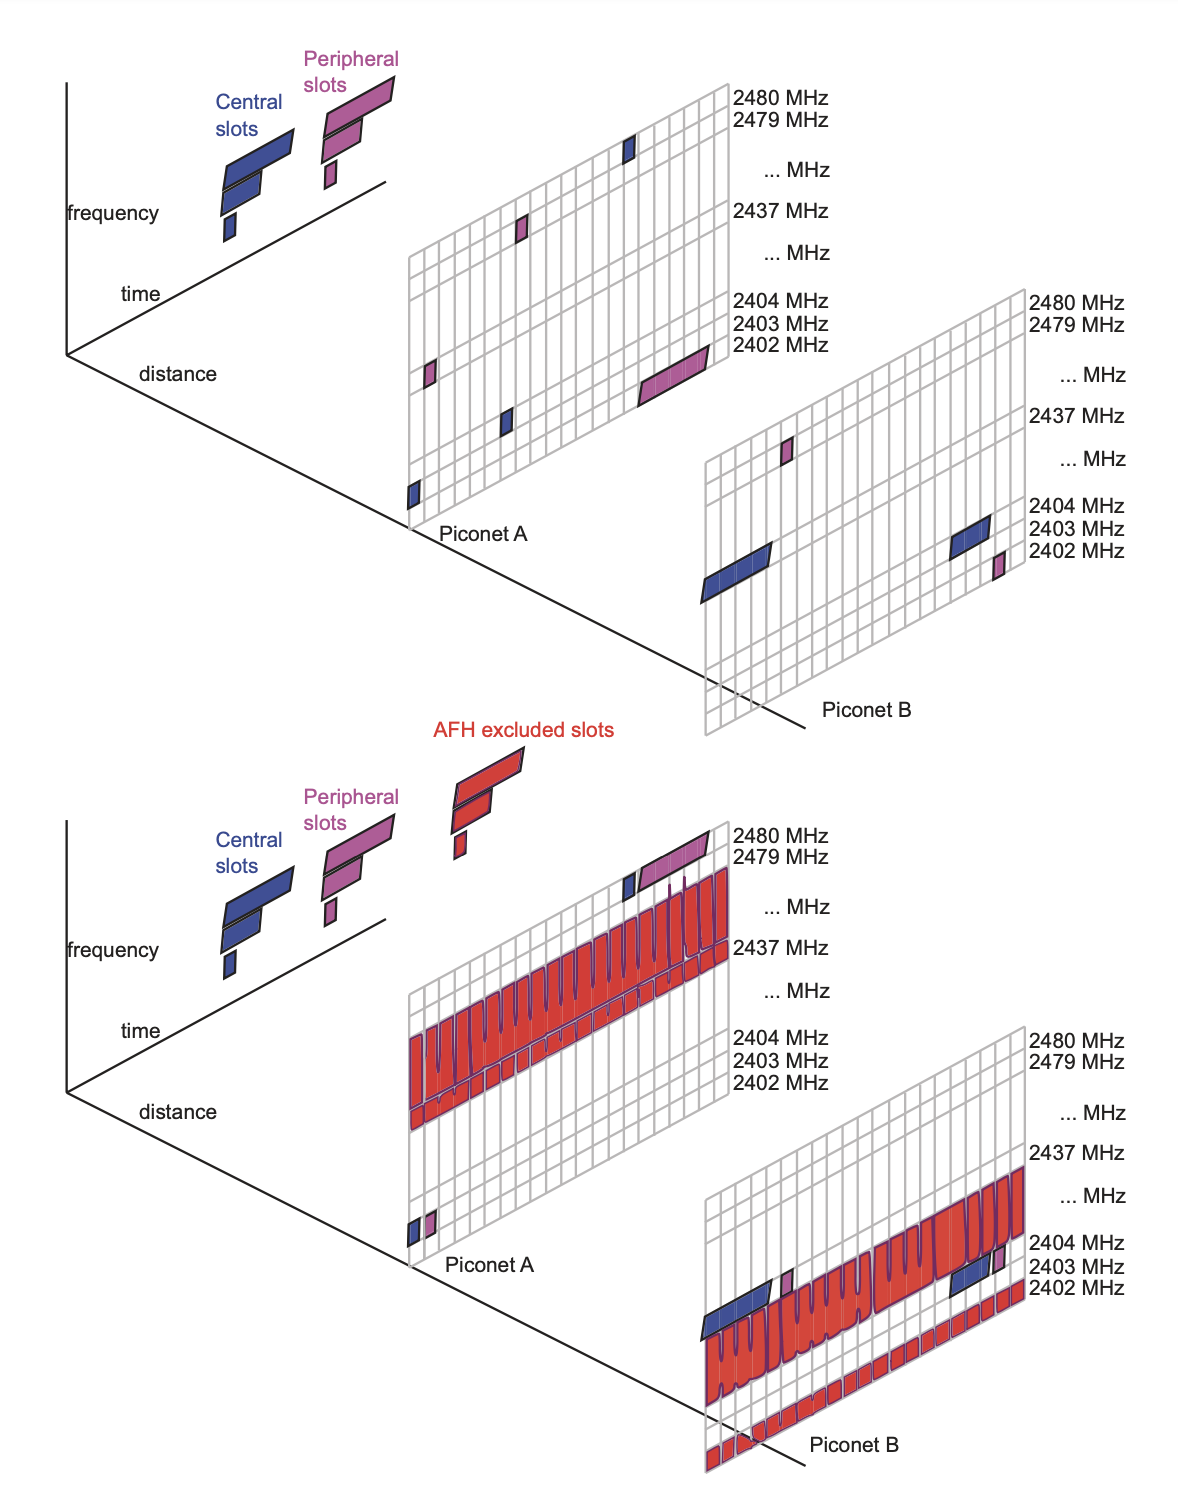 Peripheral
slots
Central
slots
frequency
time
distance
2480 MHz
2479 MHz
... MHz
2437 MHz
... MHz
2404 MHz
2403 MHz
2402 MHz
Piconet A
2480 MHz
2479 MHz
... MHz
2437 MHz
... MHz
2404 MHz
2403 MHz
2402 MHz
Piconet B
AFH excluded slots
Peripheral
slots
Central
slots
frequency
time
distance
2480 MHz
2479 MHz
... MHz
2437 MHz
... MHz
2404 MHz
2403 MHz
2402 MHz
Piconet A
2480 MHz
2479 MHz
... MHz
2437 MHz
... MHz
2404 MHz
2403 MHz
2402 MHz
Piconet B